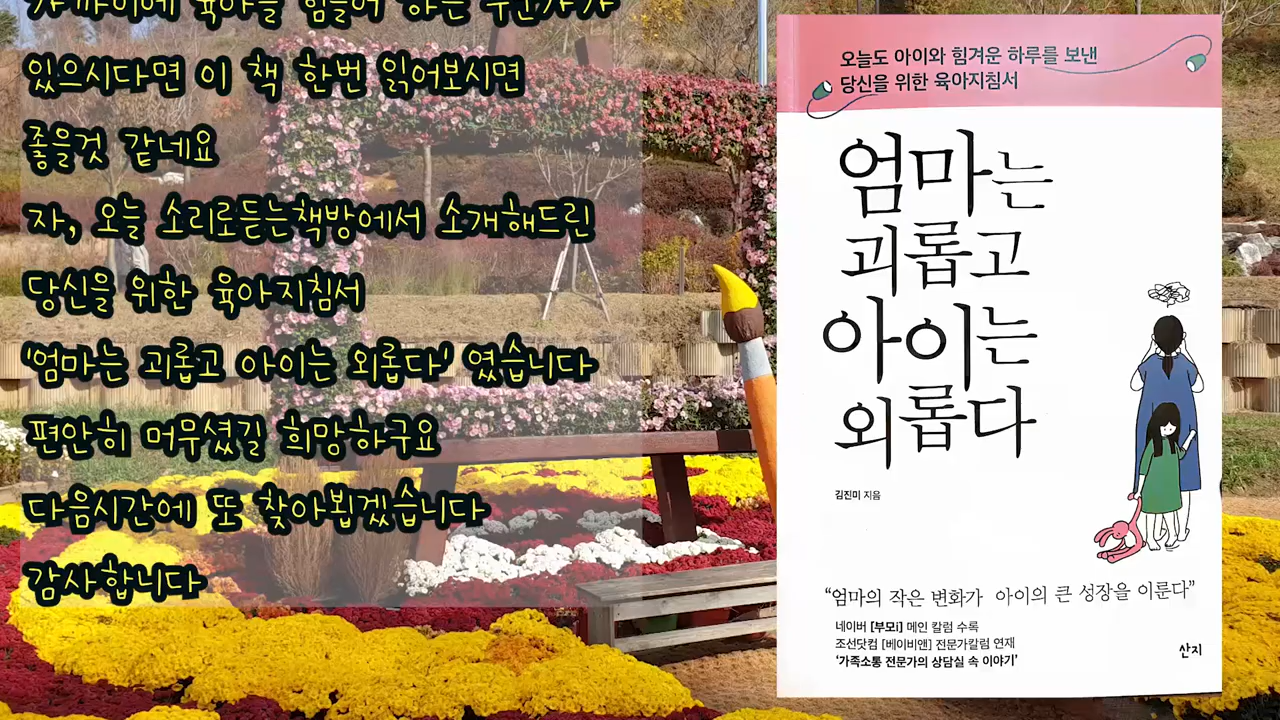 있으시다면 이 책 한번 읽어보시면
좋을것 같네요
자, 오늘 소리로듣는책방에서 소개해드린
당신을 위한 육아지침서
'엄마는 괴롭고 아이는 외롭다' 였습니다
편안히 머무셨길 희망하구요
다음시간에 또 찾아뵙겠습니다
감사합니다
오늘도 아이와 힘겨운 하루를 보낸
당신을 위한 육아지침서
엄마는
괴롭고
아이는
외롭다
김진미 지음
“엄마의 작은 변화가 아이의 큰 성장을 이룬다”
네이버 [부모i] 메인 칼럼 수록
조선닷컴 [베이비앤] 전문가칼럼 연재
‘가족소통 전문가의 상담실 속 이야기’
산지